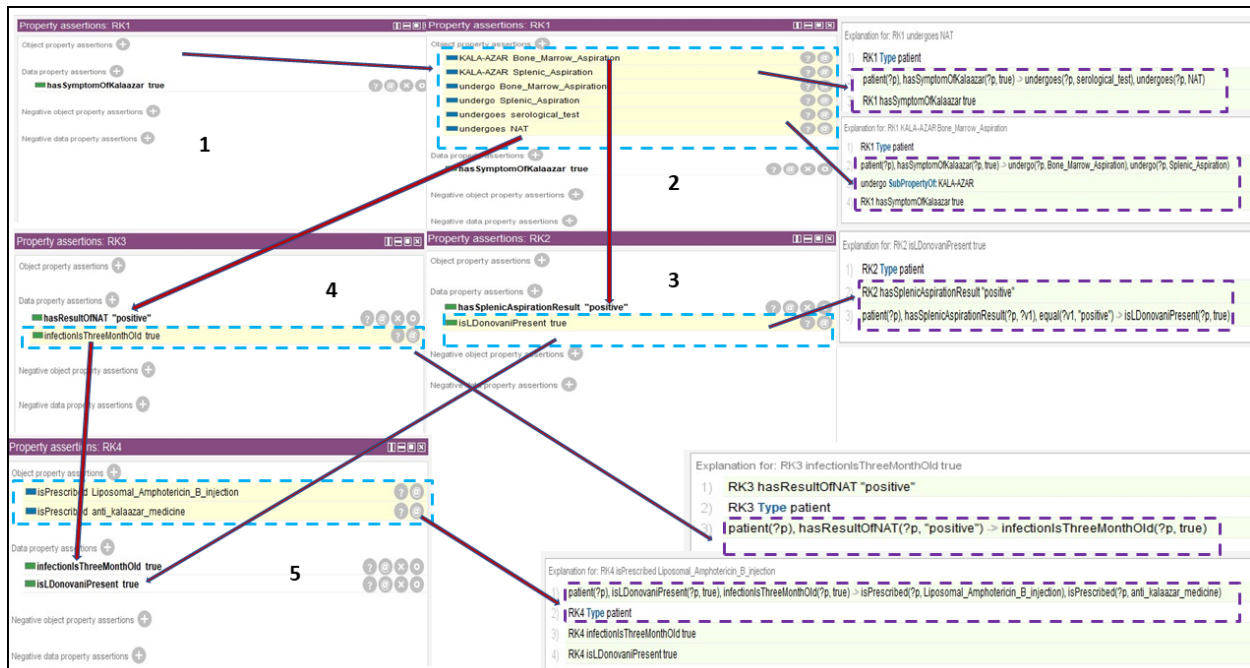 Property assertions: RK1
Object property assertions
Data property assertions
hasSymptomOfKalaazar true
Negative object property assertions
Negative data property assertions
1
Property assertions: RK1
Object property assertions
KALA-AZAR Bone_Marrow_Aspiration
KALA-AZAR Splenic_Aspiration
undergo Bone_Marrow_Aspiration
undergo Splenic_Aspiration
undergoes serological_test
undergoes NAT
Data property assertions
hasSymptomOfKalaazar true
2
Negative object property assertions
Negative data property assertions
Explanation for: RK1 undergoes NAT
1) RK1 Type patient
2) patient(?p), hasSymptomOfKalaazar(?p, true) -> undergoes(?p, serological_test), undergoes(?p, NAT)
3) RK1 hasSymptomOfKalaazar true
Explanation for: RK1 KALA-AZAR Bone_Marrow_Aspiration
1) RK1 Type patient
2) patient(?p), hasSymptomOfKalaazar(?p, true) -> undergo(?p, Bone_Marrow_Aspiration), undergo(?p, Splenic_Aspiration)
3) undergo SubPropertyOf: KALA-AZAR
4) RK1 hasSymptomOfKalaazar true
Property assertions: RK3
Object property assertions
4
Data property assertions
hasResultOfNAT "positive"
infectionIsThreeMonthOld true
Negative object property assertions
Negative data property assertions
Property assertions: RK2
Object property assertions
3
Data property assertions
hasSplenicAspirationResult "positive"
isLDonovaniPresent true
Negative object property assertions
Negative data property assertions
Explanation for: RK2 isLDonovaniPresent true
1) RK2 Type patient
2) RK2 hasSplenicAspirationResult "positive"
3) patient(?p), hasSplenicAspirationResult(?p, ?v1), equal(?v1, "positive") -> isLDonovaniPresent(?p, true)
Property assertions: RK4
Object property assertions
isPrescribed Liposomal_Amphotericin_B_injection
isPrescribed anti_kalaazar_medicine
Data property assertions
infectionIsThreeMonthOld true
isLDonovaniPresent true
5
Negative object property assertions
Negative data property assertions
Explanation for: RK3 infectionIsThreeMonthOld true
1) RK3 hasResultOfNAT "positive"
2) RK3 Type patient
3) patient(?p), hasResultOfNAT(?p, "positive") -> infectionIsThreeMonthOld(?p, true)
Explanation for: RK4 isPrescribed Liposomal_Amphotericin_B_injection
1) patient(?p), isLDonovaniPresent(?p, true), infectionIsThreeMonthOld(?p, true) -> isPrescribed(?p, Liposomal_Amphotericin_B_injection), isPrescribed(?p, anti_kalaazar_medicine)
2) RK4 Type patient
3) RK4 infectionIsThreeMonthOld true
4) RK4 isLDonovaniPresent true